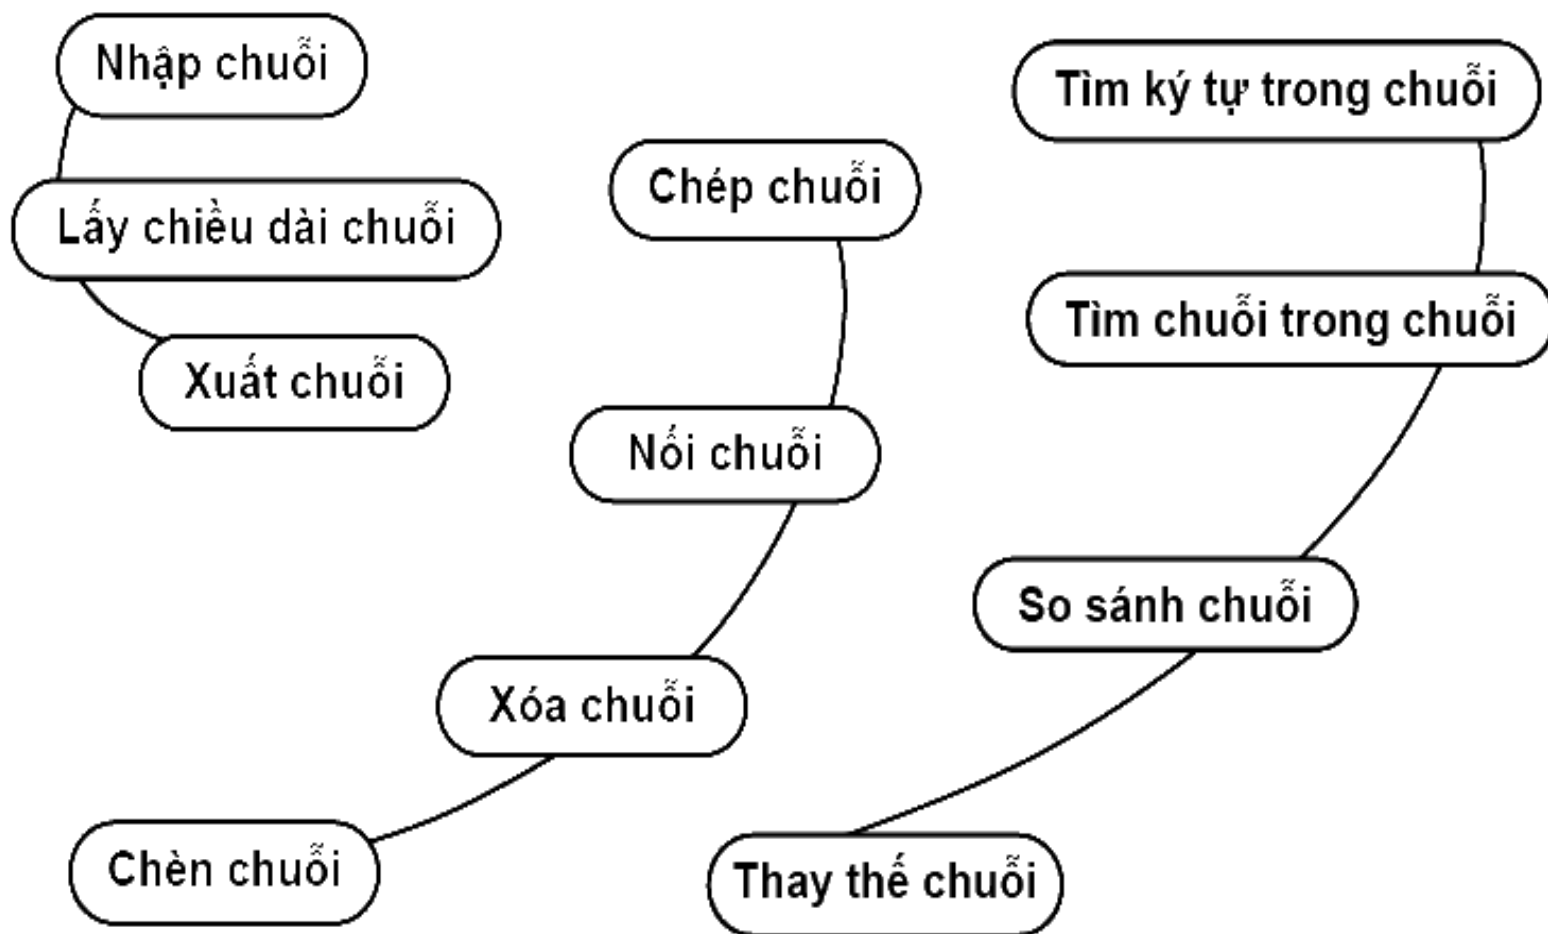 Nhập chuỗi
Lấy chiều dài chuỗi
Xuất chuỗi
Chép chuỗi
Nối chuỗi
Xóa chuỗi
Chèn chuỗi
Tìm ký tự trong chuỗi
Tìm chuỗi trong chuỗi
So sánh chuỗi
Thay thế chuỗi